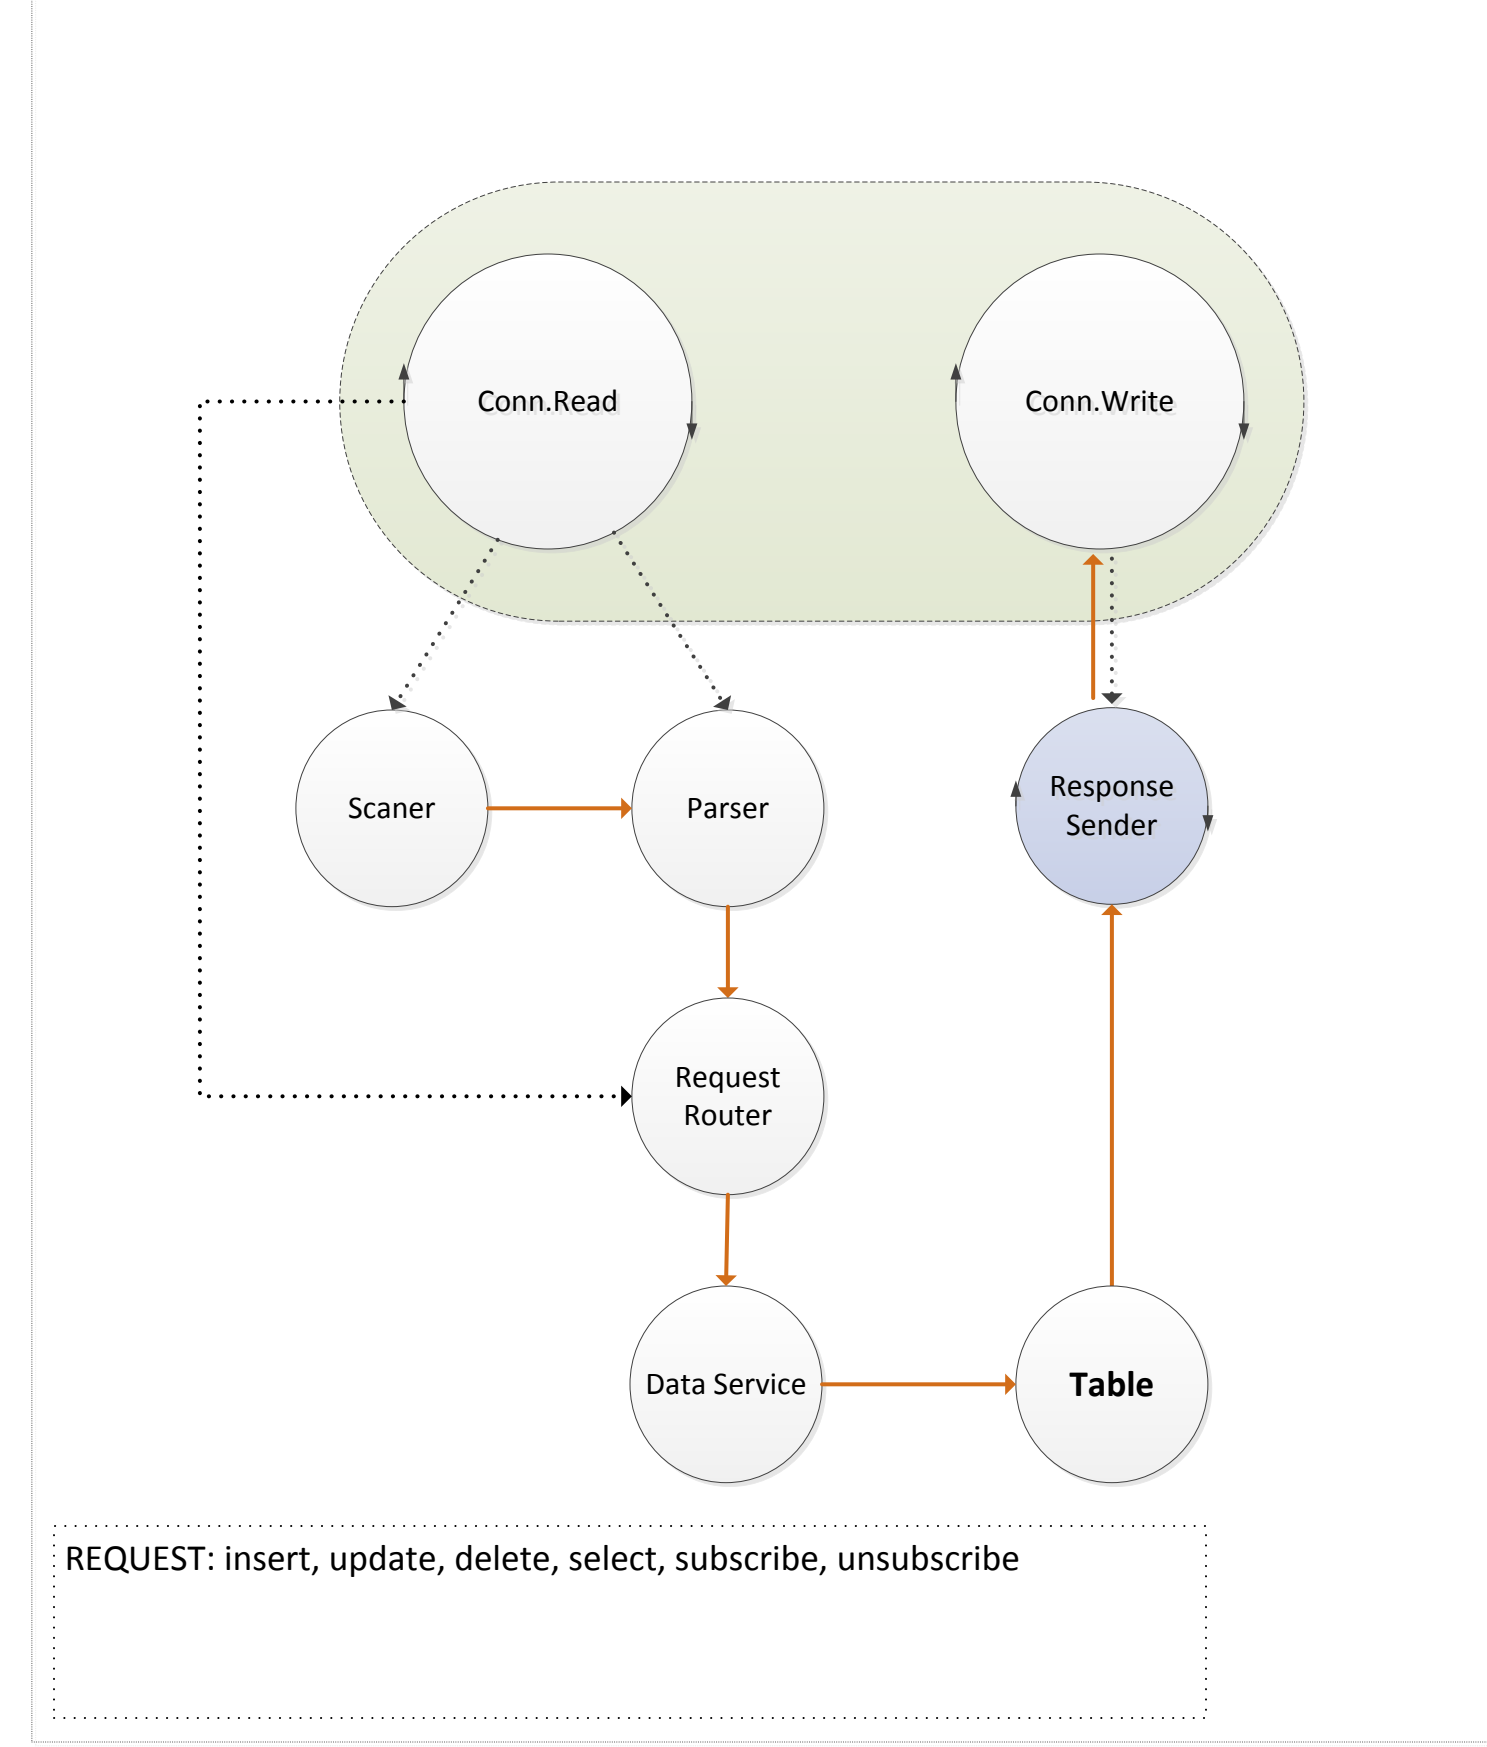 Conn.Read
Conn.Write
Scaner
Parser
Response
Sender
Request
Router
Data Service
Table
REQUEST: insert, update, delete, select, subscribe, unsubscribe